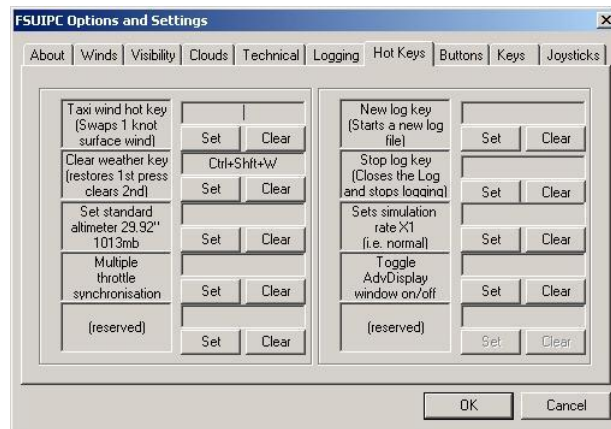 FSUIPC Options and Settings
About Winds Visibility Clouds Technical Logging Hot Keys Buttons Keys Joysticks
Taxi wind hot key
(Swaps 1 knot
surface wind)
Set Clear
Clear weather key
(restores 1st press
clears 2nd)
Ctrl+Shft+W
Set Clear
Set standard
altimeter 29.92"
1013mb
Set Clear
Multiple
throttle
synchronisation
Set Clear
(reserved)
Set Clear
New log key
(Starts a new log
file)
Set Clear
Stop log key
(Closes the Log
and stops logging)
Set Clear
Sets simulation
rate X1
(i.e. normal)
Set Clear
Toggle
AdvDisplay
window on/off
Set Clear
(reserved)
Set Clear
OK Cancel